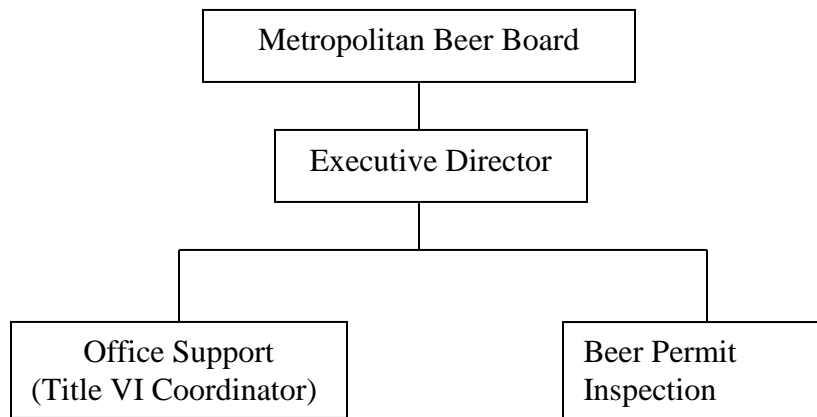 Metropolitan Beer Board
Executive Director
Office Support
(Title VI Coordinator)
Beer Permit
Inspection